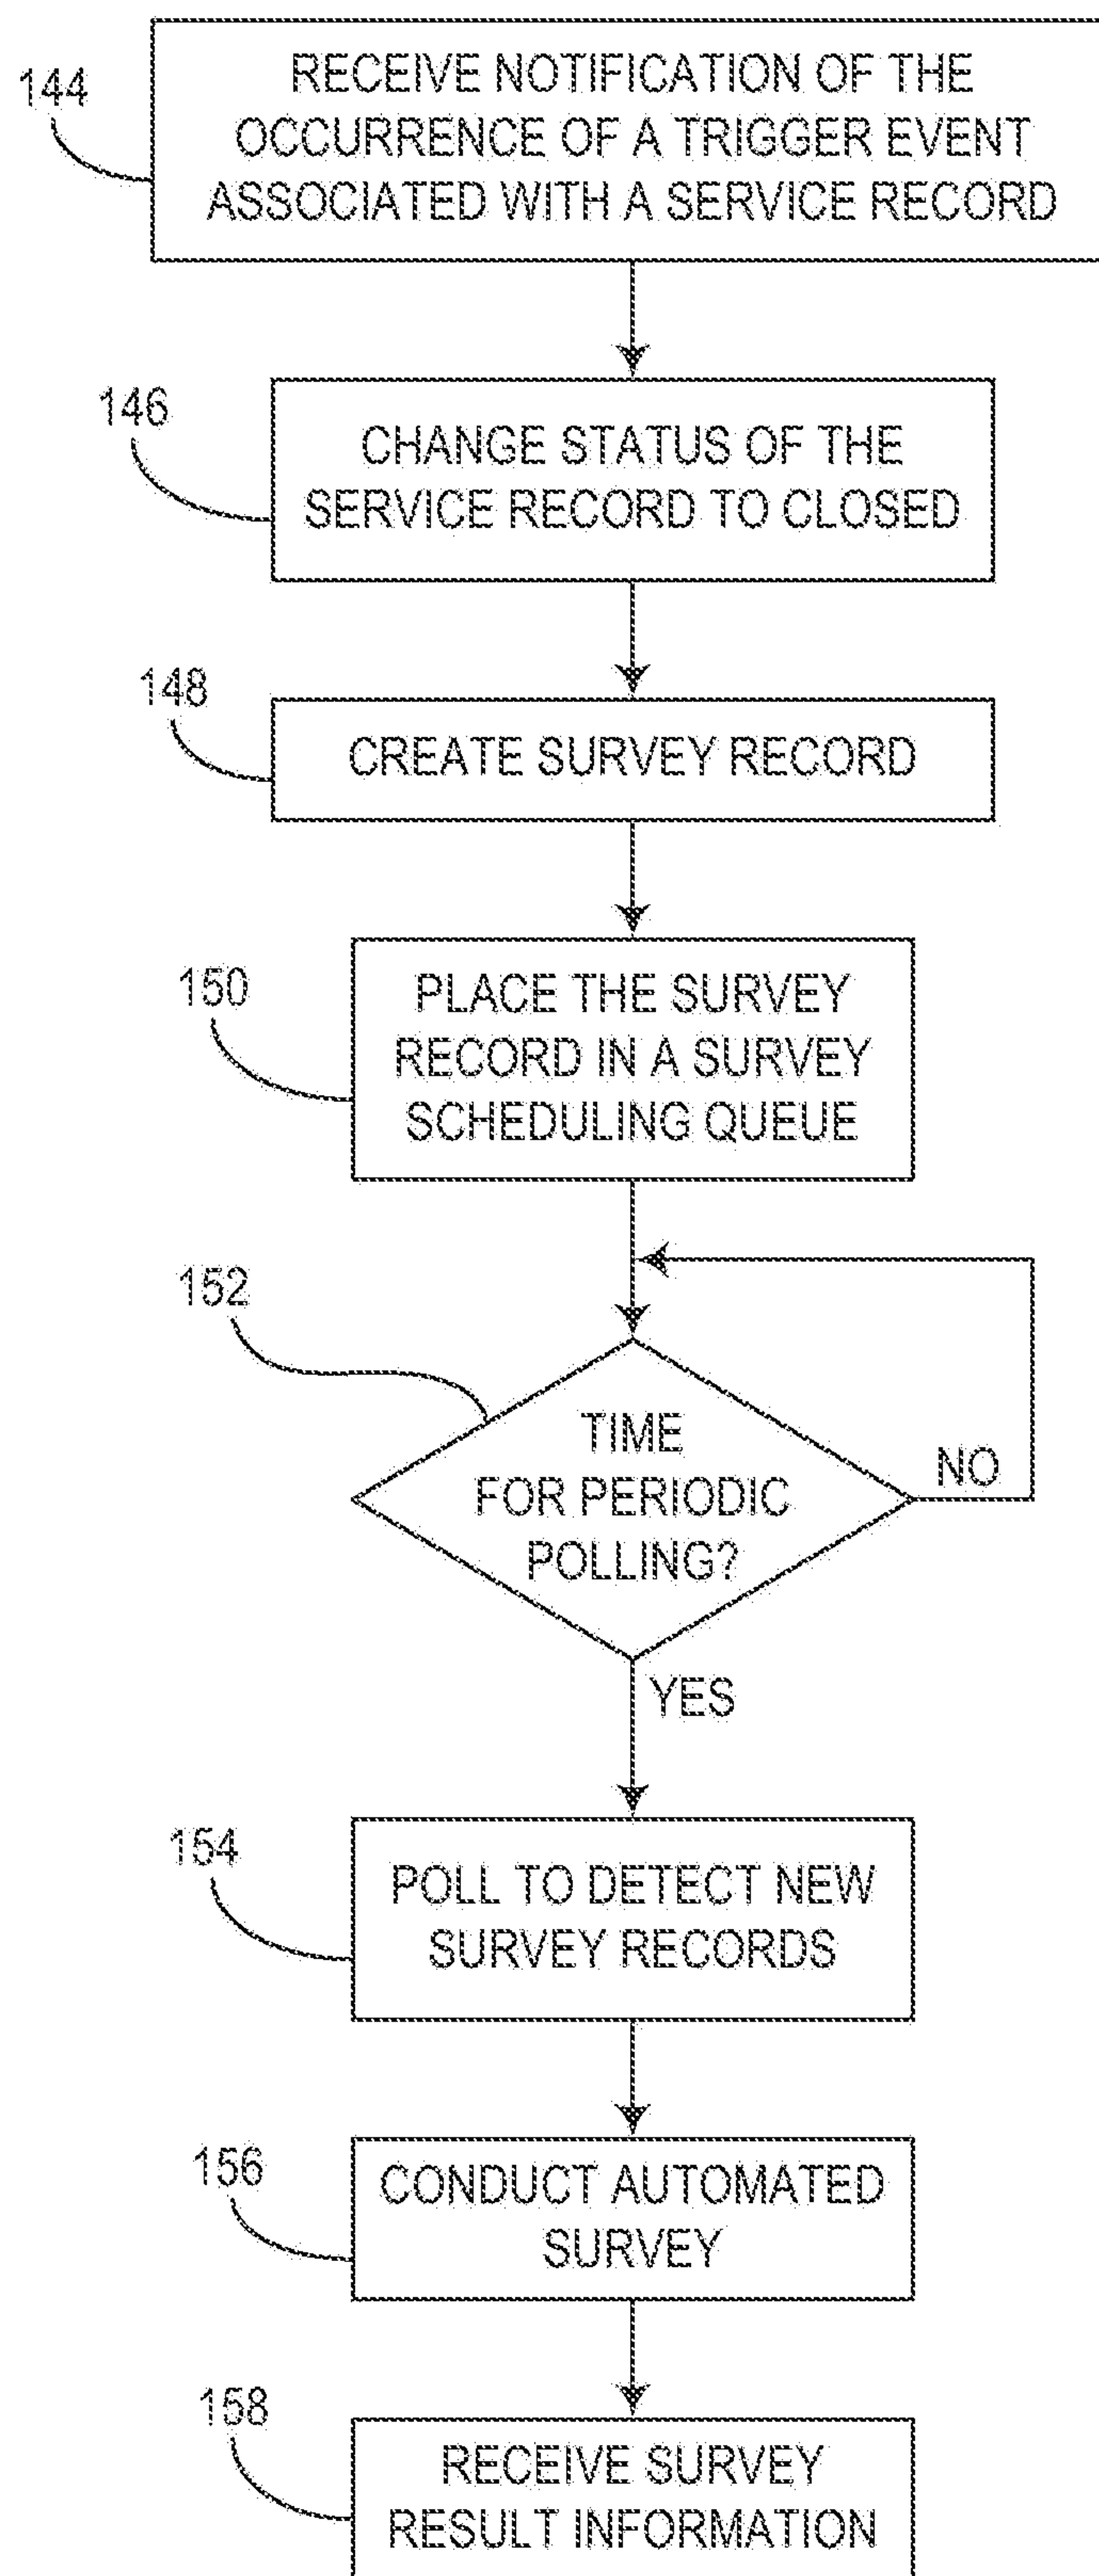 144
RECEIVE NOTIFICATION OF THE
OCCURRENCE OF A TRIGGER EVENT
ASSOCIATED WITH A SERVICE RECORD
146
CHANGE STATUS OF THE
SERVICE RECORD TO CLOSED
148
CREATE SURVEY RECORD
150
PLACE THE SURVEY
RECORD IN A SURVEY
SCHEDULING QUEUE
152
TIME
FOR PERIODIC
POLLING?
NO
YES
154
POLL TO DETECT NEW
SURVEY RECORDS
156
CONDUCT AUTOMATED
SURVEY
158
RECEIVE SURVEY
RESULT INFORMATION